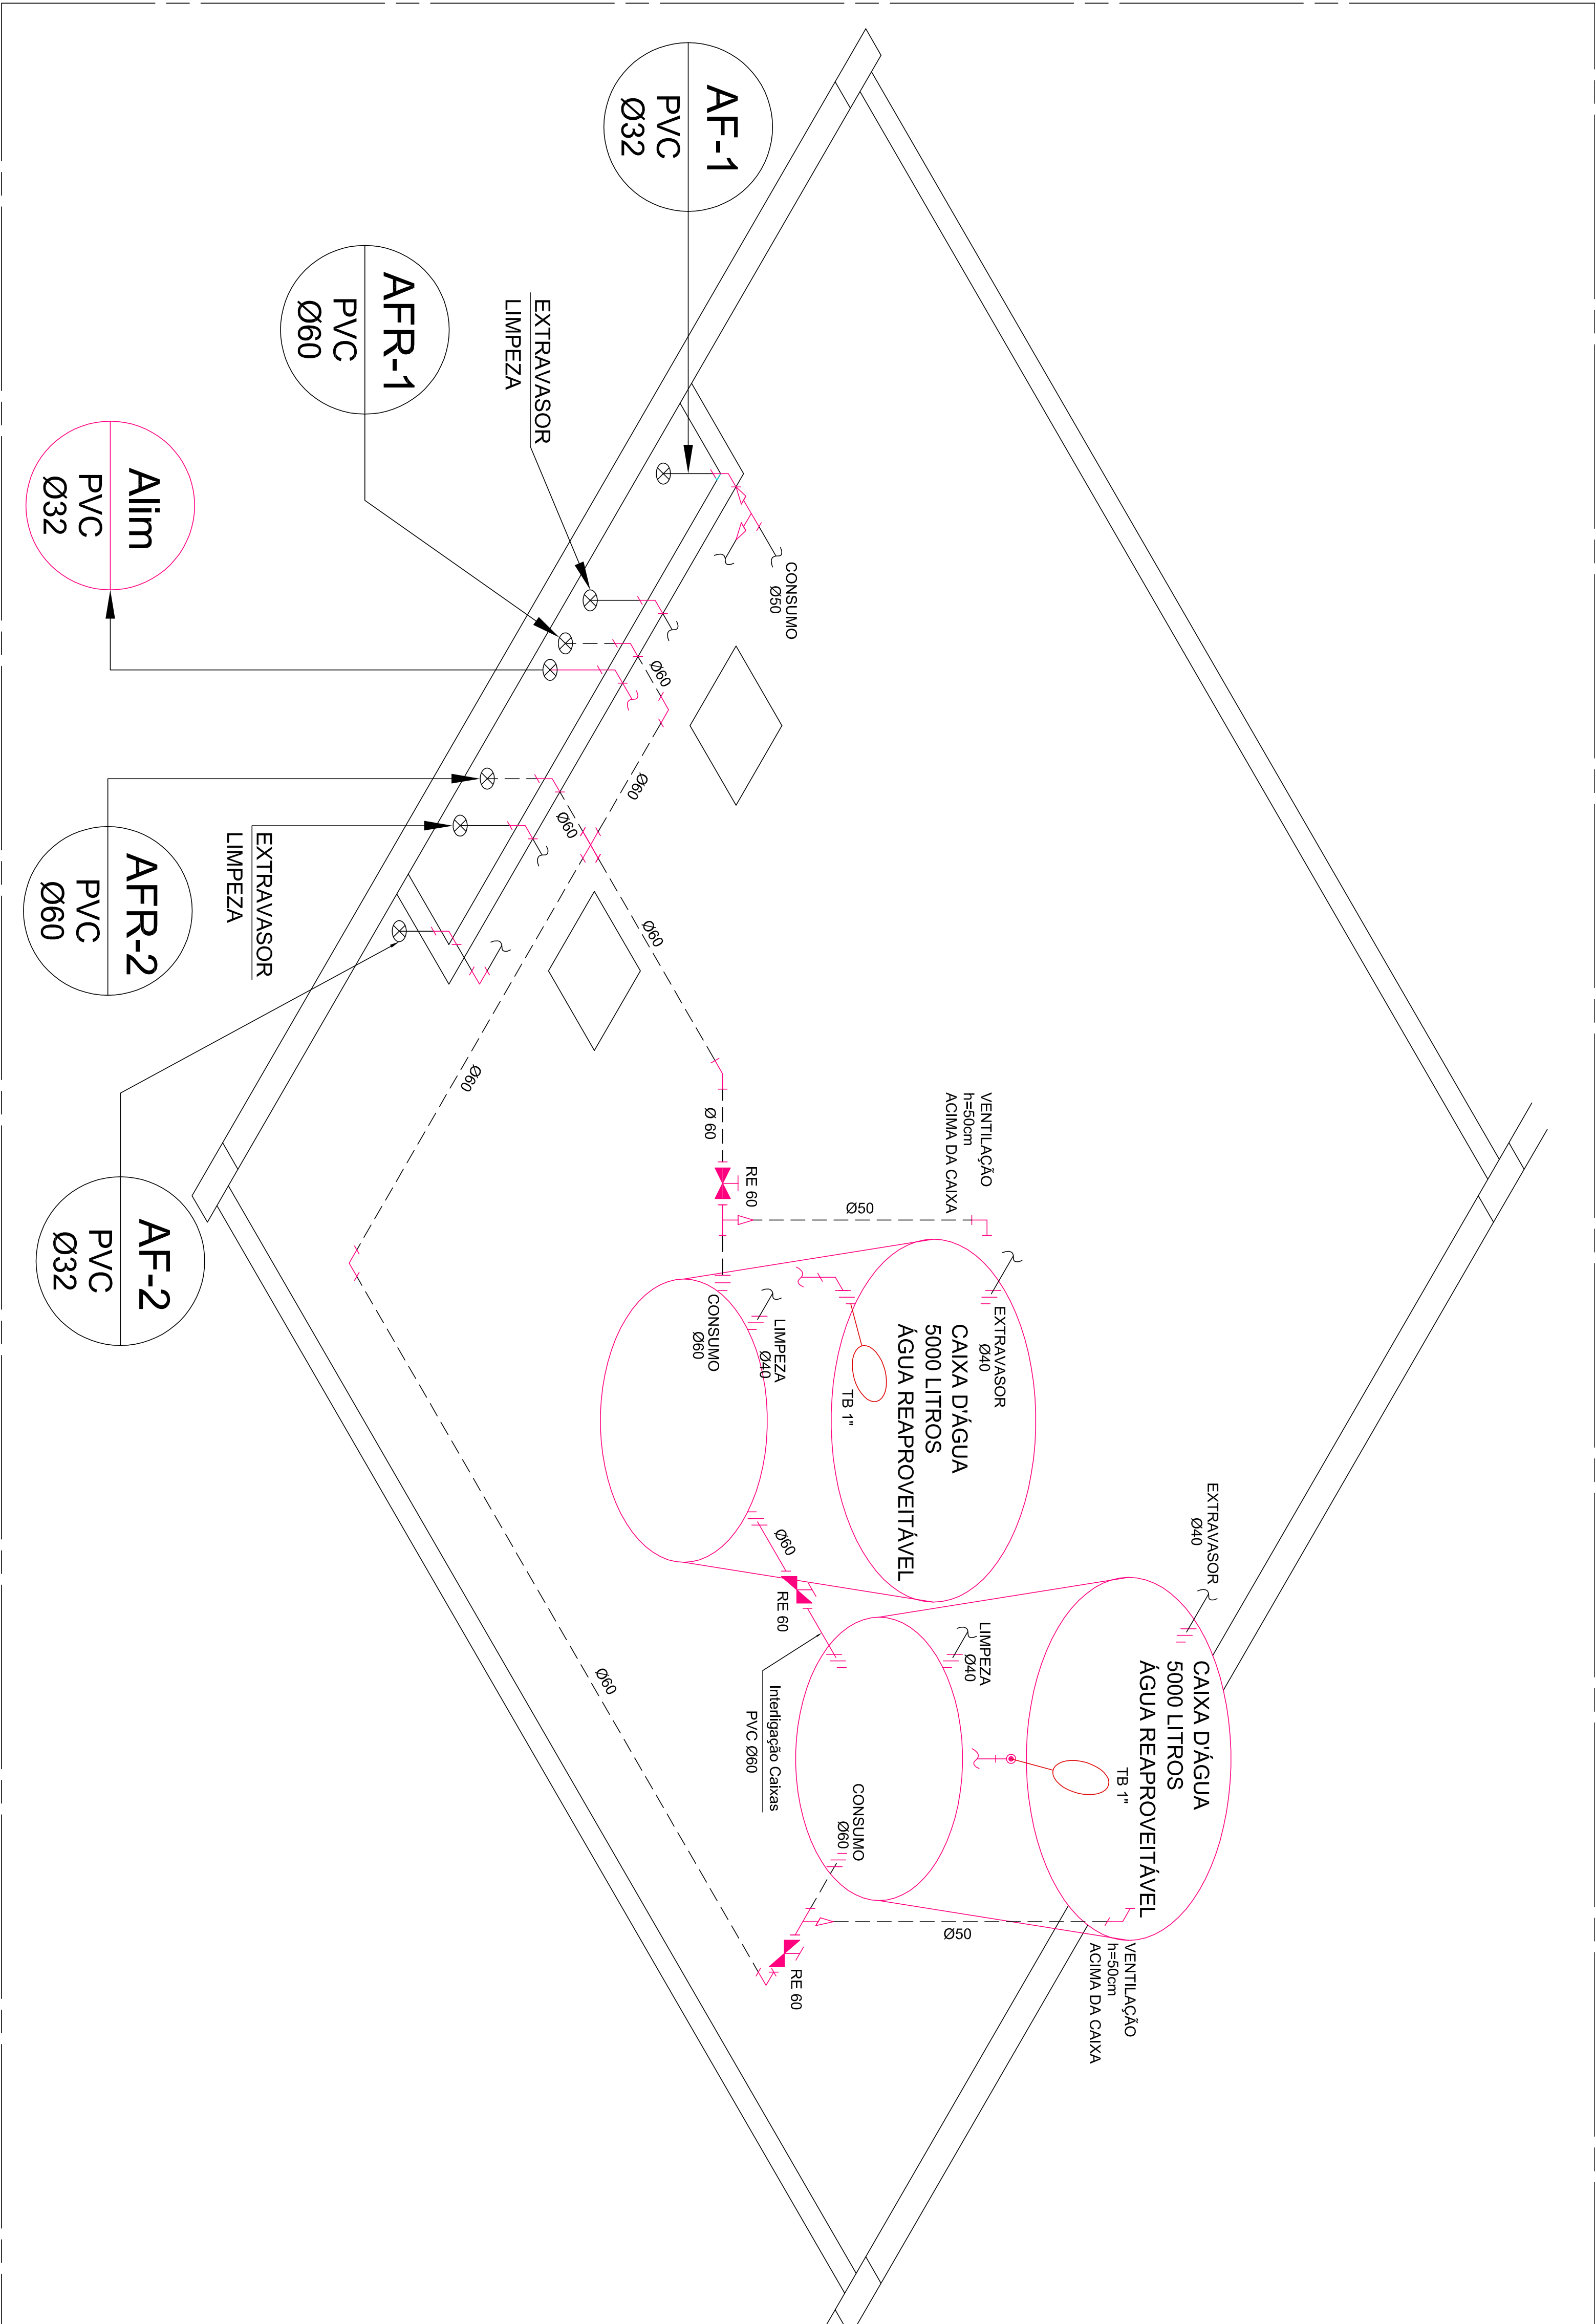 AF-1
PVC
Ø32
AFR-1
PVC
Ø60
EXTRAVASOR
LIMPEZA
Alim
PVC
Ø32
CONSUMO
Ø50
Ø60
Ø60
Ø60
Ø60
AFR-2
PVC
Ø60
EXTRAVASOR
LIMPEZA
AF-2
PVC
Ø32
Ø60
Ø 60
RE 60
VENTILAÇÃO
h=50cm
ACIMA DA CAIXA
Ø50
EXTRAVASOR
Ø40
CAIXA D'ÁGUA
5000 LITROS
ÁGUA REAPROVEITÁVEL
TB 1"
LIMPEZA
Ø40
CONSUMO
Ø60
Ø60
RE 60
Interligação Caixas
PVC Ø60
EXTRAVASOR
Ø40
CAIXA D'ÁGUA
5000 LITROS
ÁGUA REAPROVEITÁVEL
TB 1"
LIMPEZA
Ø40
CONSUMO
Ø60
Ø50
VENTILAÇÃO
h=50cm
ACIMA DA CAIXA
RE 60
Ø60